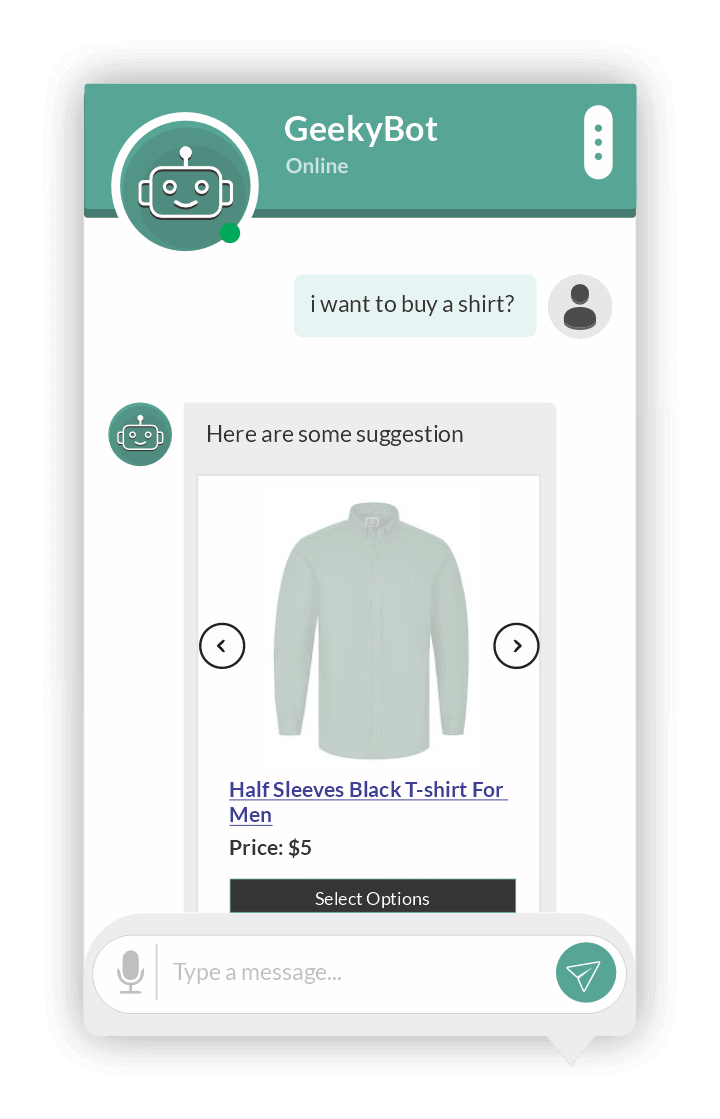 GeekyBot
Online
i want to buy a shirt?
Here are some suggestion
Half Sleeves Black T-shirt For
Men
Price: $5
Select Options
Type a message...